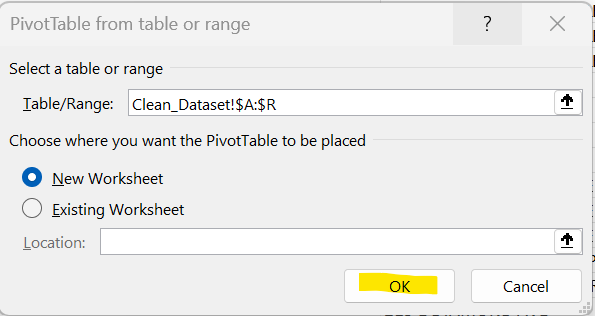 PivotTable from table or range ?
Select a table or range
Table/Range: Clean_Dataset!$A:$R
Choose where you want the PivotTable to be placed
New Worksheet
Existing Worksheet
Location:
OK Cancel